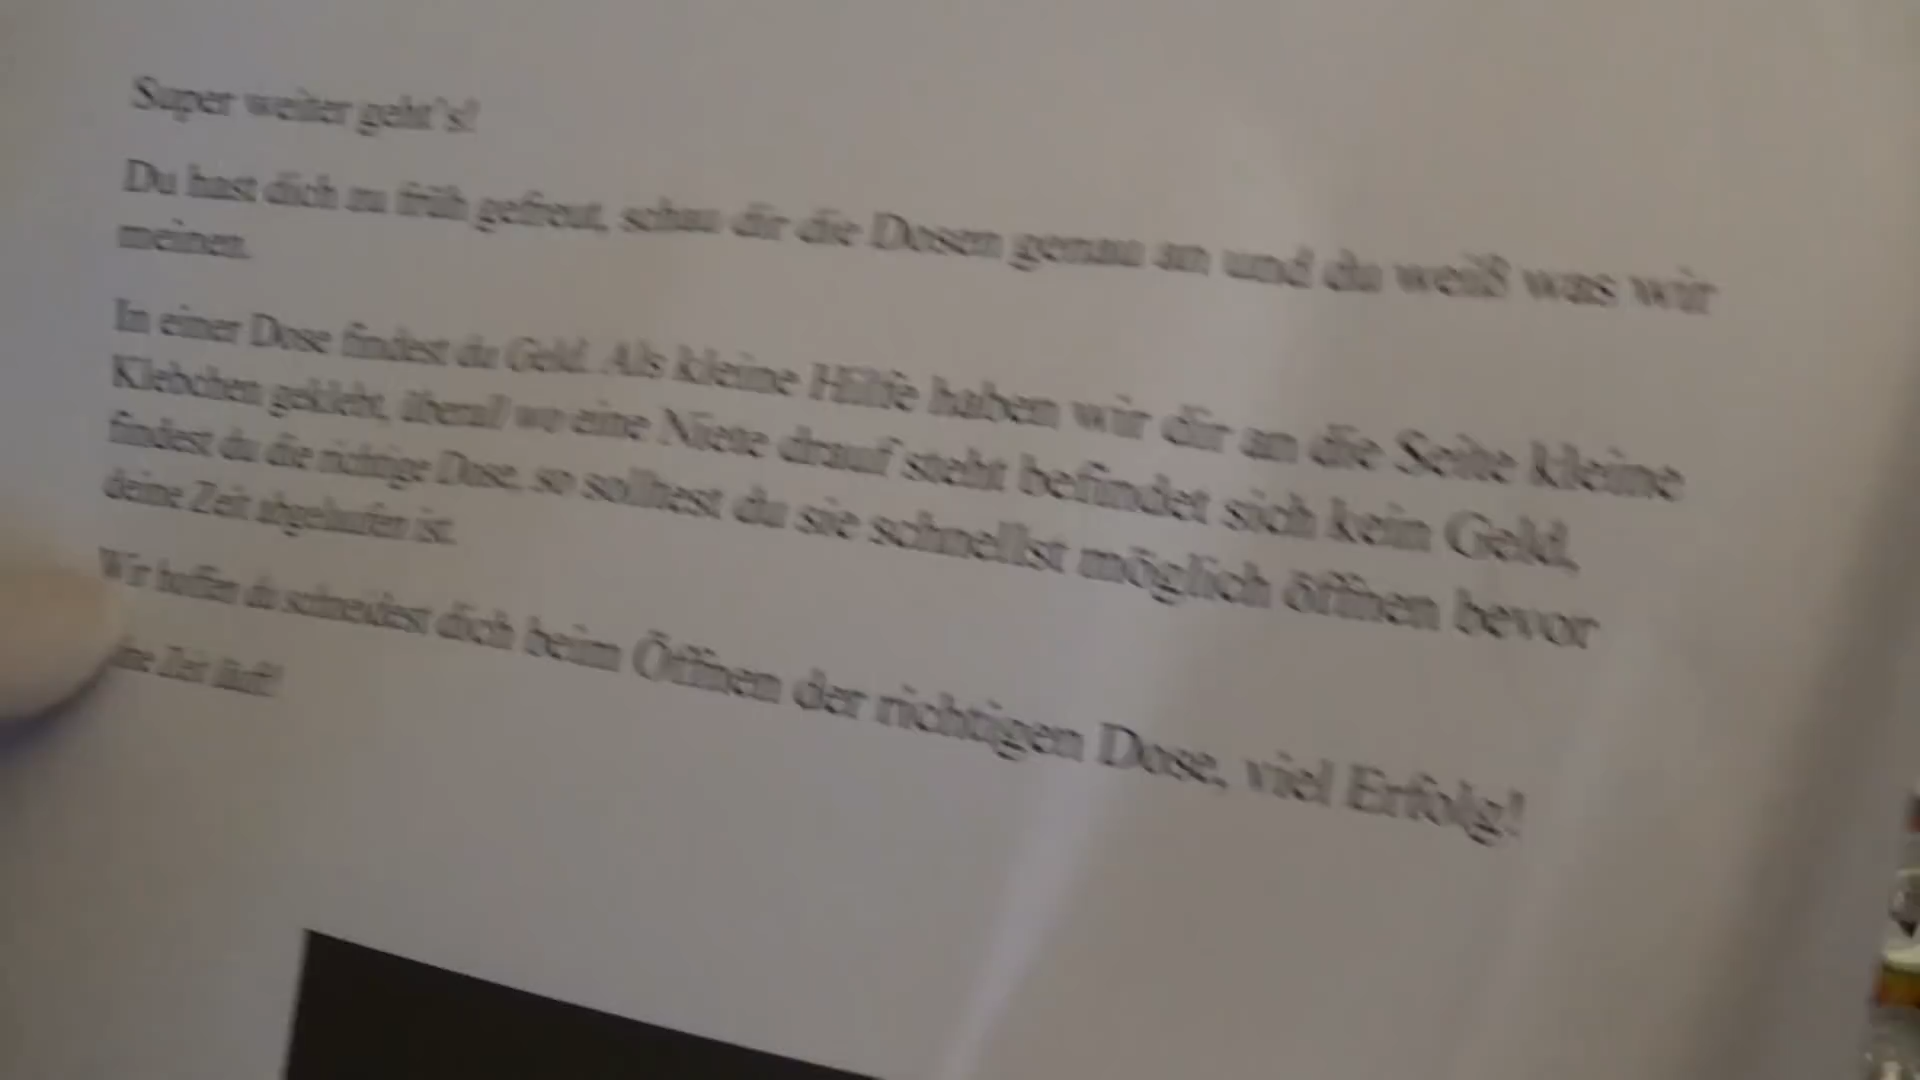 Super weiter geht's!
Du hast dich zu früh gefreut, schau dir die Dosen genau an und du weiß was wir
meinen.
In einer Dose findest du Geld. Als kleine Hilfe haben wir dir an die Seite kleine
Klebchen geklebt, überall wo eine Niete drauf steht befindet sich kein Geld,
findest du die richtige Dose, so solltest du sie schnellst möglich öffnen bevor
deine Zeit abgelaufen ist.
Wir hoffen du schneidest dich beim Öffnen der richtigen Dose, viel Erfolg!
Zeit läuft!